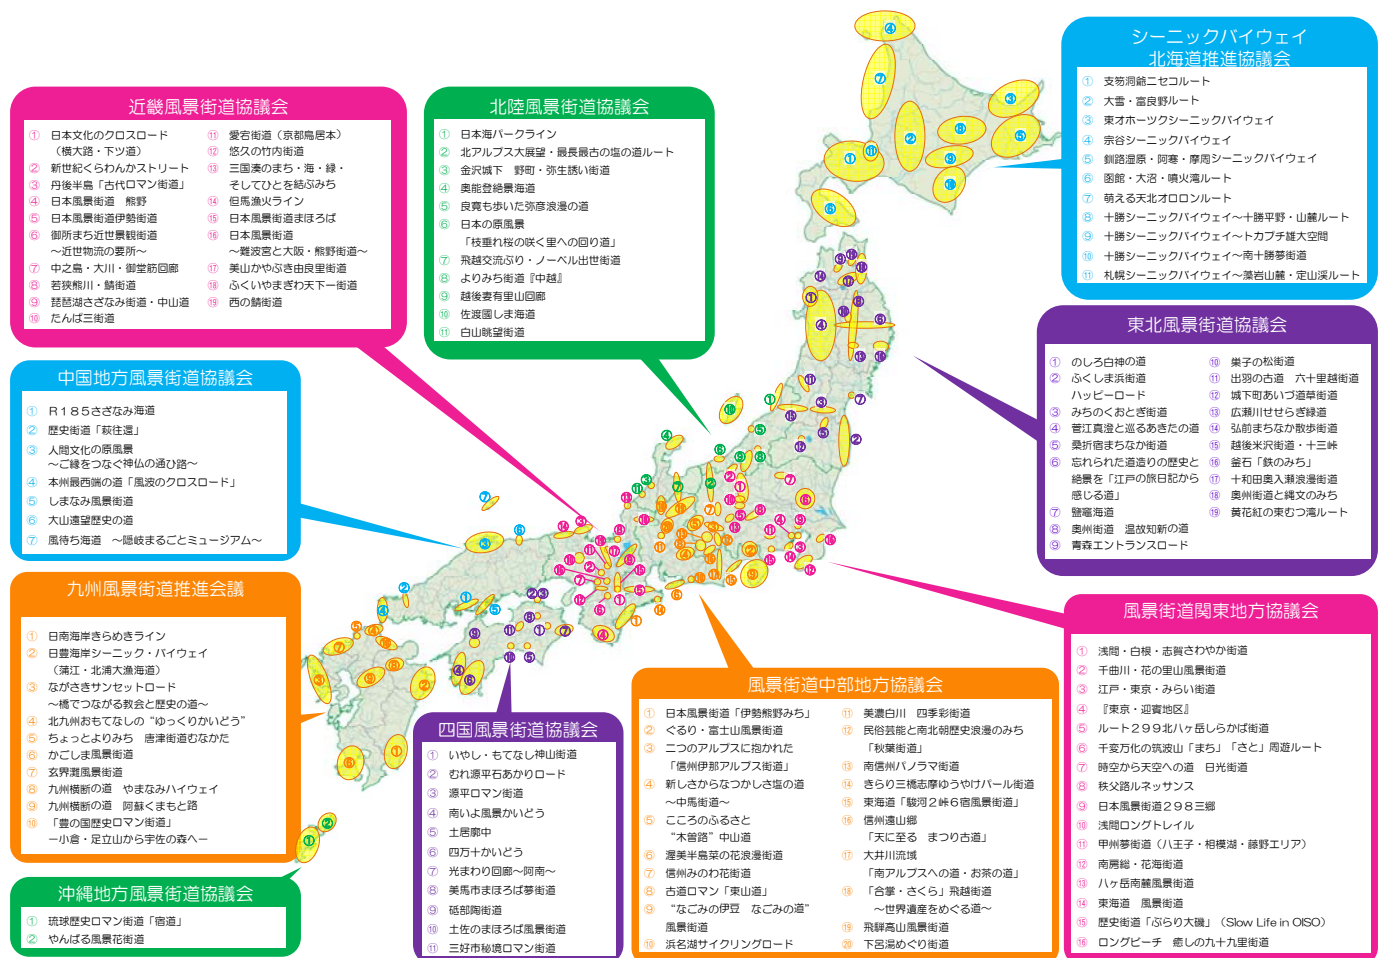 シーニックバイウェイ
北海道推進協議会
① 支笏洞爺ニセコルート
② 大雪・富良野ルート
③ 東オホーツクシーニックバイウェイ
④ 宗谷シーニックバイウェイ
⑤ 釧路湿原・阿寒・摩周シーニックバイウェイ
⑥ 函館・大沼・噴火湾ルート
⑦ 萌える天北オロロンルート
⑧ 十勝シーニックバイウェイ～十勝平野・山麓ルート
⑨ 十勝シーニックバイウェイ～トカプチ雄大空間
⑩ 十勝シーニックバイウェイ～南十勝夢街道
⑪ 札幌シーニックバイウェイ～藻岩山麓・定山渓ルート
近畿風景街道協議会
① 日本文化のクロスロード
（横大路・下ツ道）
② 新世紀くらわんかストリート
③ 丹後半島「古代ロマン街道」
④ 日本風景街道　熊野
⑤ 日本風景街道伊勢街道
⑥ 御所まち近世景観街道
～近世物流の要所～
⑦ 中之島・大川・御堂筋回廊
⑧ 若狭熊川・鯖街道
⑨ 琵琶湖さざなみ街道・中山道
⑩ たんば三街道
⑪ 愛宕街道（京都鳥居本）
⑫ 悠久の竹内街道
⑬ 三国湊のまち・海・緑・
そしてひとを結ぶみち
⑭ 但馬漁火ライン
⑮ 日本風景街道まほろば
⑯ 日本風景街道
～難波宮と大阪・熊野街道～
⑰ 美山かやぶき由良里街道
⑱ ふくいやまぎわ天下一街道
⑲ 西の鯖街道
北陸風景街道協議会
① 日本海パークライン
② 北アルプス大展望・最長最古の塩の道ルート
③ 金沢城下　野町・弥生誘い街道
④ 奥能登絶景海道
⑤ 良寛も歩いた弥彦浪漫の道
⑥ 日本の原風景
「枝垂れ桜の咲く里への回り道」
⑦ 飛越交流ぶり・ノーベル出世街道
⑧ よりみち街道『中越』
⑨ 越後妻有里山回廊
⑩ 佐渡國しま海道
⑪ 白山眺望街道
東北風景街道協議会
① のしろ白神の道
② ふくしま浜街道
ハッピーロード
③ みちのくおとぎ街道
④ 菅江真澄と巡るあきたの道
⑤ 桑折宿まちなか街道
⑥ 忘れられた道造りの歴史と
絶景を「江戸の旅日記から
感じる道」
⑦ 鹽竈海道
⑧ 奥州街道　温故知新の道
⑨ 青森エントランスロード
⑩ 巣子の松街道
⑪ 出羽の古道　六十里越街道
⑫ 城下町あいづ道草街道
⑬ 広瀬川せせらぎ緑道
⑭ 弘前まちなか散歩街道
⑮ 越後米沢街道・十三峠
⑯ 釜石「鉄のみち」
⑰ 十和田奥入瀬浪漫街道
⑱ 奥州街道と縄文のみち
⑲ 黄花紅の東むつ湾ルート
中国地方風景街道協議会
① Ｒ１８５さざなみ海道
② 歴史街道「萩往還」
③ 人間文化の原風景
～ご縁をつなぐ神仏の通ひ路～
④ 本州最西端の道「風波のクロスロード」
⑤ しまなみ風景街道
⑥ 大山遠望歴史の道
⑦ 風待ち海道　～隠岐まるごとミュージアム～
九州風景街道推進会議
① 日南海岸きらめきライン
② 日豊海岸シーニック・バイウェイ
（蒲江・北浦大漁海道）
③ ながさきサンセットロード
～橋でつながる教会と歴史の道～
④ 北九州おもてなしの“ゆっくりかいどう”
⑤ ちょっとよりみち　唐津街道むなかた
⑥ かごしま風景街道
⑦ 玄界灘風景街道
⑧ 九州横断の道　やまなみハイウェイ
⑨ 九州横断の道　阿蘇くまもと路
⑩ 「豊の国歴史ロマン街道」
ー小倉・足立山から宇佐の森へー
沖縄地方風景街道協議会
① 琉球歴史ロマン街道「宿道」
② やんばる風景花街道
四国風景街道協議会
① いやし・もてなし神山街道
② むれ源平石あかりロード
③ 源平ロマン街道
④ 南いよ風景かいどう
⑤ 土居廓中
⑥ 四万十かいどう
⑦ 光まわり回廊～阿南～
⑧ 美馬市まほろば夢街道
⑨ 砥部陶街道
⑩ 土佐のまほろば風景街道
⑪ 三好市秘境ロマン街道
風景街道中部地方協議会
① 日本風景街道「伊勢熊野みち」
② ぐるり・富士山風景街道
③ 二つのアルプスに抱かれた
「信州伊那アルプス街道」
④ 新しさからなつかしさ塩の道
～中馬街道～
⑤ こころのふるさと
“木曽路”中山道
⑥ 渥美半島菜の花浪漫街道
⑦ 信州みのわ花街道
⑧ 古道ロマン「東山道」
⑨ “なごみの伊豆　なごみの道”
風景街道
⑩ 浜名湖サイクリングロード
⑪ 美濃白川　四季彩街道
⑫ 民俗芸能と南北朝歴史浪漫のみち
「秋葉街道」
⑬ 南信州パノラマ街道
⑭ きらり三橋志摩ゆうやけパール街道
⑮ 東海道「駿河２峠６宿風景街道」
⑯ 信州遠山郷
「天に至る　まつり古道」
⑰ 大井川流域
「南アルプスへの道・お茶の道」
⑱ 「合掌・さくら」飛越街道
～世界遺産をめぐる道～
⑲ 飛騨高山風景街道
⑳ 下呂湯めぐり街道
風景街道関東地方協議会
① 浅間・白根・志賀さわやか街道
② 千曲川・花の里山風景街道
③ 江戸・東京・みらい街道
④ 『東京・迎賓地区』
⑤ ルート２９９北八ヶ岳しらかば街道
⑥ 千変万化の筑波山「まち」「さと」周遊ルート
⑦ 時空から天空への道　日光街道
⑧ 秩父路ルネッサンス
⑨ 日本風景街道２９８三郷
⑩ 浅間ロングトレイル
⑪ 甲州夢街道（八王子・相模湖・藤野エリア）
⑫ 南房総・花海街道
⑬ 八ヶ岳南麓風景街道
⑭ 東海道　風景街道
⑮ 歴史街道「ぶらり大磯」（Slow Life in OISO）
⑯ ロングビーチ　癒しの九十九里街道